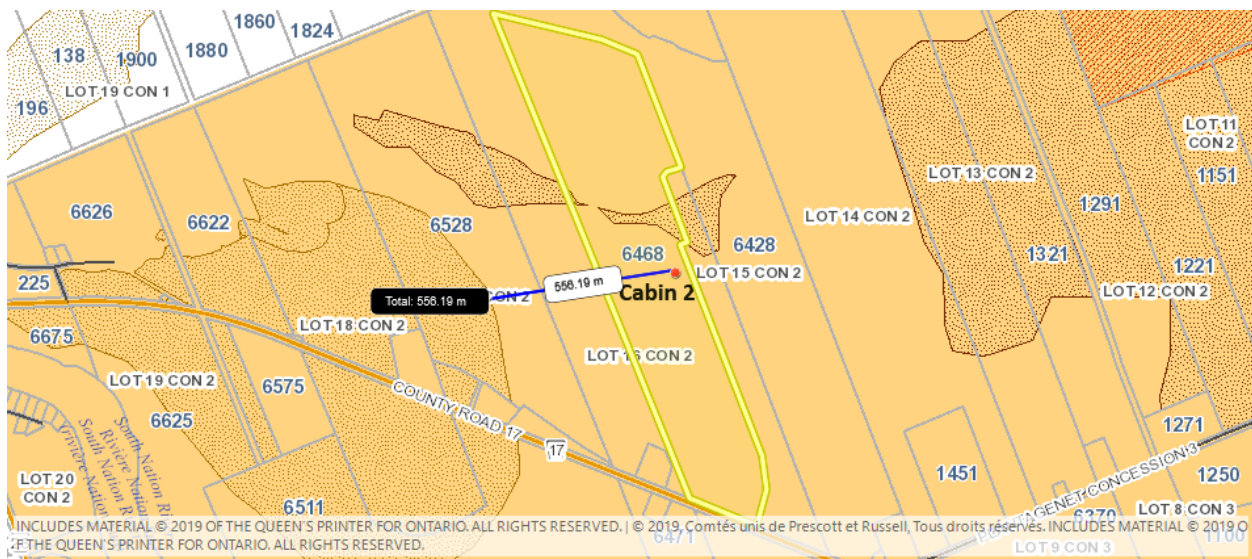 1860
1824
138
1900
1880
LOT 19 CON 1
196
LOT 11
CON 2
1151
LOT 13 CON 2
6626
6622
6528
1291
LOT 14 CON 2
6468
6428
1321
1221
225
LOT 15 CON 2
556.19 m
Cabin 2
Total: 556.19 m
CON 2
LOT 12 CON 2
LOT 18 CON 2
6675
LOT 16 CON 2
LOT 19 CON 2
6575
COUNTY ROAD 17
6625
17
1271
South Nation
Rivière Nation
LOT 20
CON 2
1451
CONCESSION 3
1250
6511
6370
LOT 8 CON 3
6471
1100
LOT 9 CON 3
INCLUDES MATERIAL © 2019 OF THE QUEEN'S PRINTER FOR ONTARIO. ALL RIGHTS RESERVED. | © 2019, Comtés unis de Prescott et Russell, Tous droits réservés. INCLUDES MATERIAL © 2019 O
F THE QUEEN'S PRINTER FOR ONTARIO. ALL RIGHTS RESERVED.